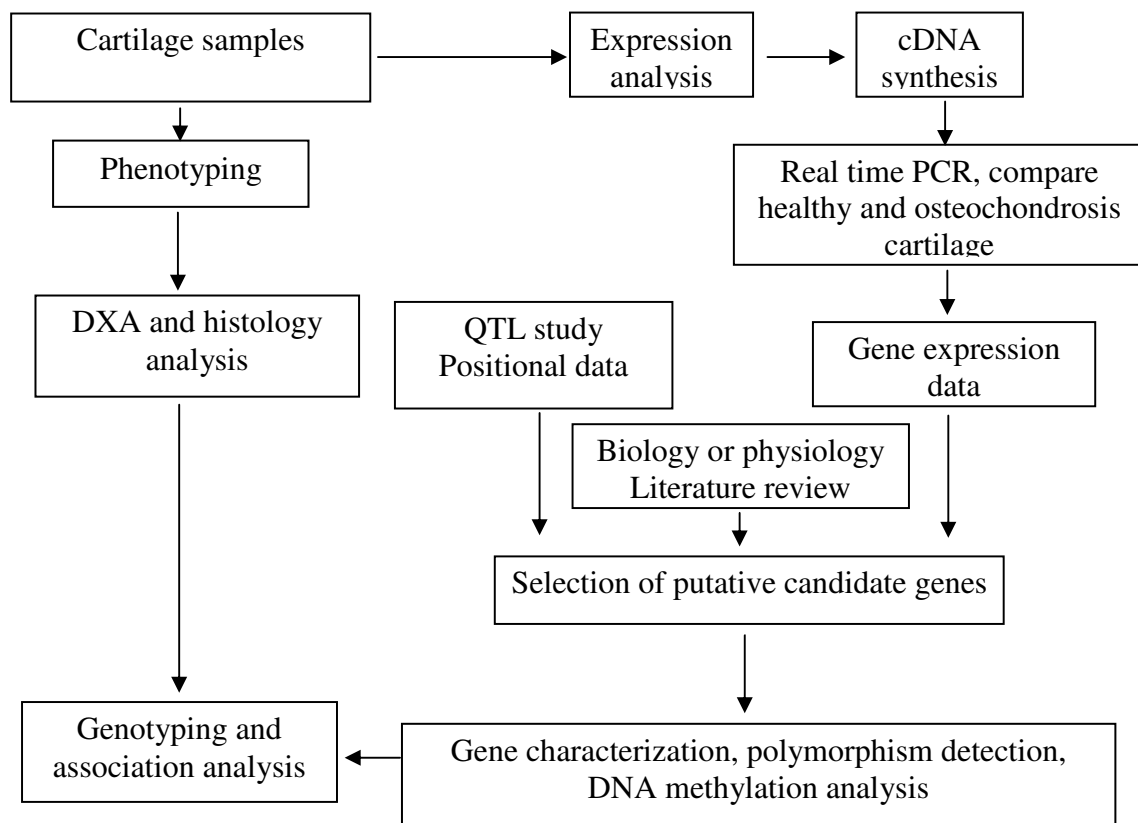 Cartilage samples
Expression
analysis
cDNA
synthesis
Phenotyping
Real time PCR, compare
healthy and osteochondrosis
cartilage
DXA and histology
analysis
QTL study
Positional data
Gene expression
data
Biology or physiology
Literature review
Selection of putative candidate genes
Genotyping and
association analysis
Gene characterization, polymorphism detection,
DNA methylation analysis